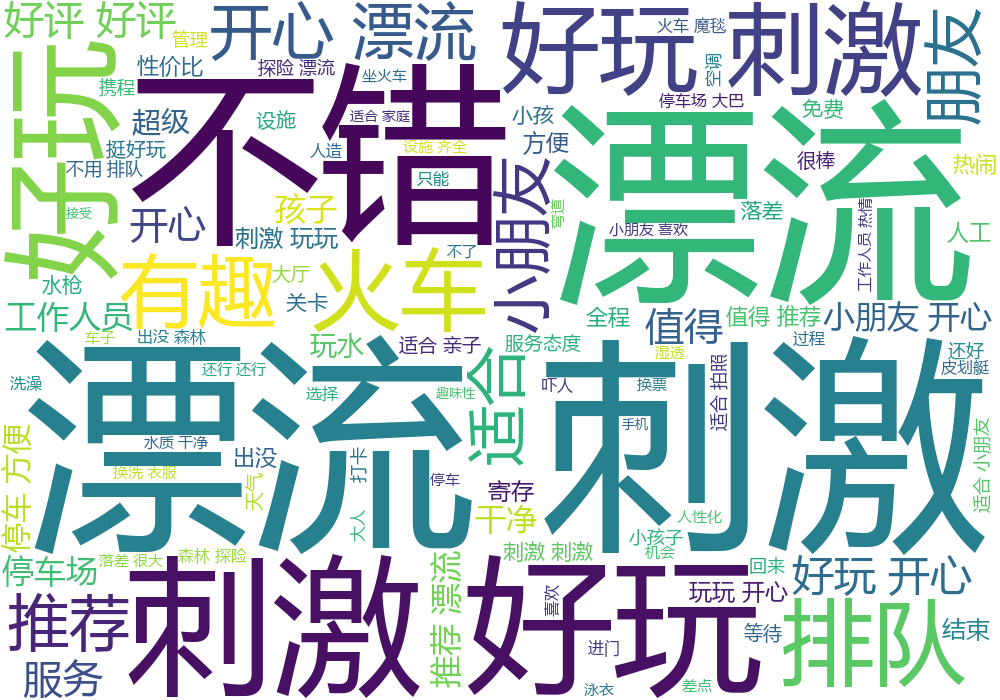 好评 好评
管理
开心 漂流
好玩 刺激
火车 魔毯
朋友
性价比
探险 漂流
携程
坐火车
空调
停车场 大巴
好玩
不错
漂流
超级
设施
适合 家庭
小孩
免费
挺好玩
人造
设施 齐全
方便
很棒
热闹
不用 排队
只能
接受
孩子
小朋友
弯道
落差
开心
刺激 玩玩
不了
小朋友 喜欢
工作人员 热情
人工
有趣
大厅
火车
水枪
关卡
工作人员
全程
值得
值得 推荐
小朋友 开心
车子
出没 森林
玩水
适合 亲子
服务态度
湿透
过程
还好
洗澡
还行 还行
适合
吓人
换票
适合 拍照
皮划艇
选择
趣味性
漂流
刺激
手机
水质 干净
停车 方便
换洗 衣服
出没
打卡
停车
适合 小朋友
天气
寄存
大人
干净
人性化
小孩子
停车场
落差 很大
森林 探险
刺激 刺激
机会
回来
好玩 开心
推荐
刺激
推荐 漂流
好玩
喜欢
玩玩 开心
排队
等待
结束
服务
进门
泳衣
差点